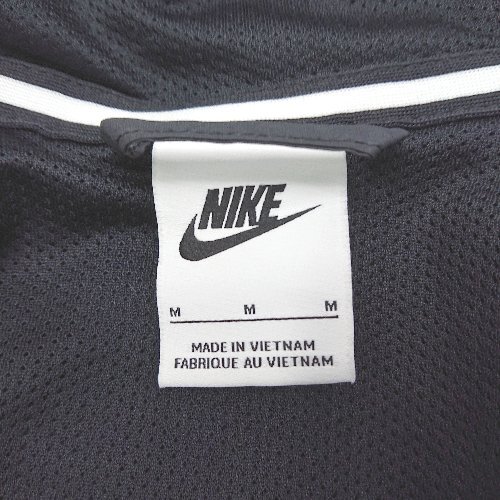 NIKE
M M M
MADE IN VIETNAM
FABRIQUE AU VIETNAM